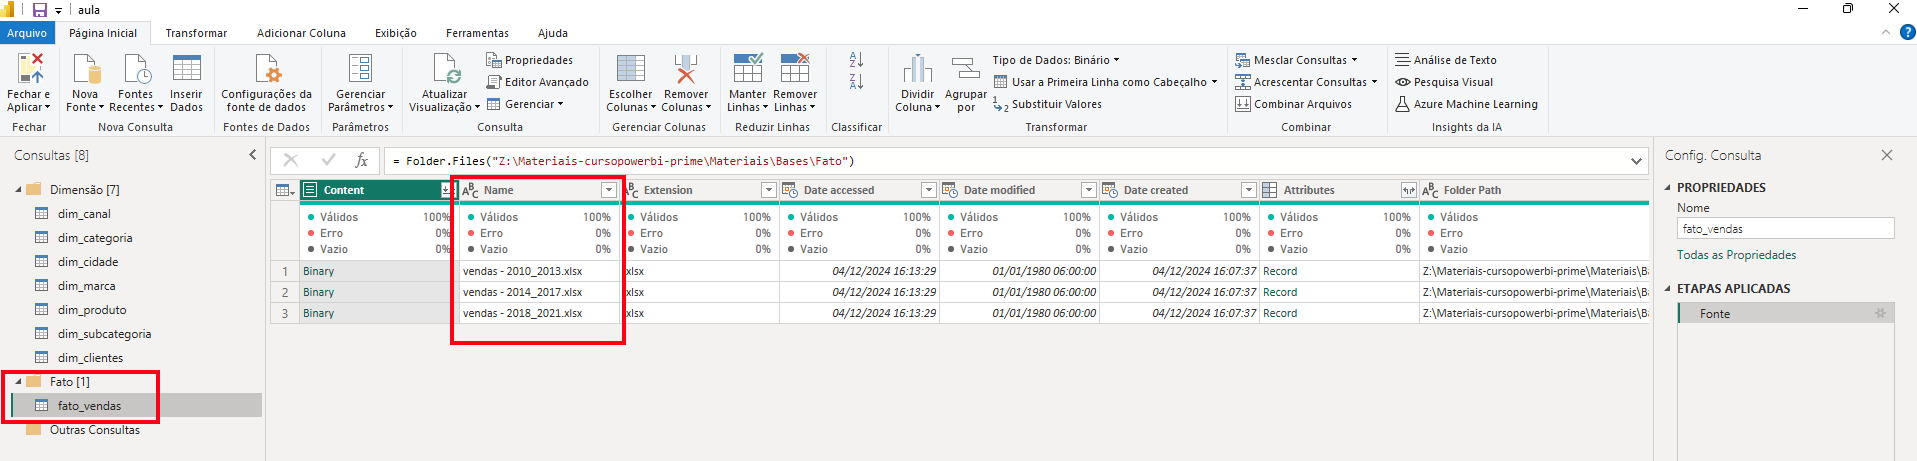 aula
Arquivo Página Inicial Transformar Adicionar Coluna Exibição Ferramentas Ajuda
Fechar e Aplicar
Fechar
Nova Fonte
Fontes Recentes
Inserir Dados
Nova Consulta
Configurações da fonte de dados
Fontes de Dados
Gerenciar Parâmetros
Parâmetros
Atualizar Visualização
Propriedades
Editor Avançado
Gerenciar
Consulta
Escolher Colunas
Remover Colunas
Gerenciar Colunas
Manter Linhas
Remover Linhas
Reduzir Linhas
Classificar
Dividir Coluna
Agrupar por
Tipo de Dados: Binário
Usar a Primeira Linha como Cabeçalho
Substituir Valores
Transformar
Mesclar Consultas
Acrescentar Consultas
Combinar Arquivos
Combinar
Análise de Texto
Pesquisa Visual
Azure Machine Learning
Insights da IA
Consultas [8]
Dimensão [7]
dim_canal
dim_categoria
dim_cidade
dim_marca
dim_produto
dim_subcategoria
dim_clientes
Fato [1]
fato_vendas
Outras Consultas
= Folder.Files("Z:\Materiais-cursopowerbi-prime\Materiais\Bases\Fato")
Content Name Extension Date accessed Date modified Date created Attributes Folder Path
Válidos 100% Válidos 100% Válidos 100% Válidos 100% Válidos 100% Válidos 100% Válidos 100% Válidos
Erro 0% Erro 0% Erro 0% Erro 0% Erro 0% Erro 0% Erro 0% Erro
Vazio 0% Vazio 0% Vazio 0% Vazio 0% Vazio 0% Vazio 0% Vazio 0% Vazio
1 Binary vendas - 2010_2013.xlsx .xlsx 04/12/2024 16:13:29 01/01/1980 06:00:00 04/12/2024 16:07:37 Record Z:\Materiais-cursopowerbi-prime\Materiais\Ba
2 Binary vendas - 2014_2017.xlsx .xlsx 04/12/2024 16:13:29 01/01/1980 06:00:00 04/12/2024 16:07:37 Record Z:\Materiais-cursopowerbi-prime\Materiais\Ba
3 Binary vendas - 2018_2021.xlsx .xlsx 04/12/2024 16:13:29 01/01/1980 06:00:00 04/12/2024 16:07:37 Record Z:\Materiais-cursopowerbi-prime\Materiais\Ba
Config. Consulta
PROPRIEDADES
Nome
fato_vendas
Todas as Propriedades
ETAPAS APLICADAS
Fonte